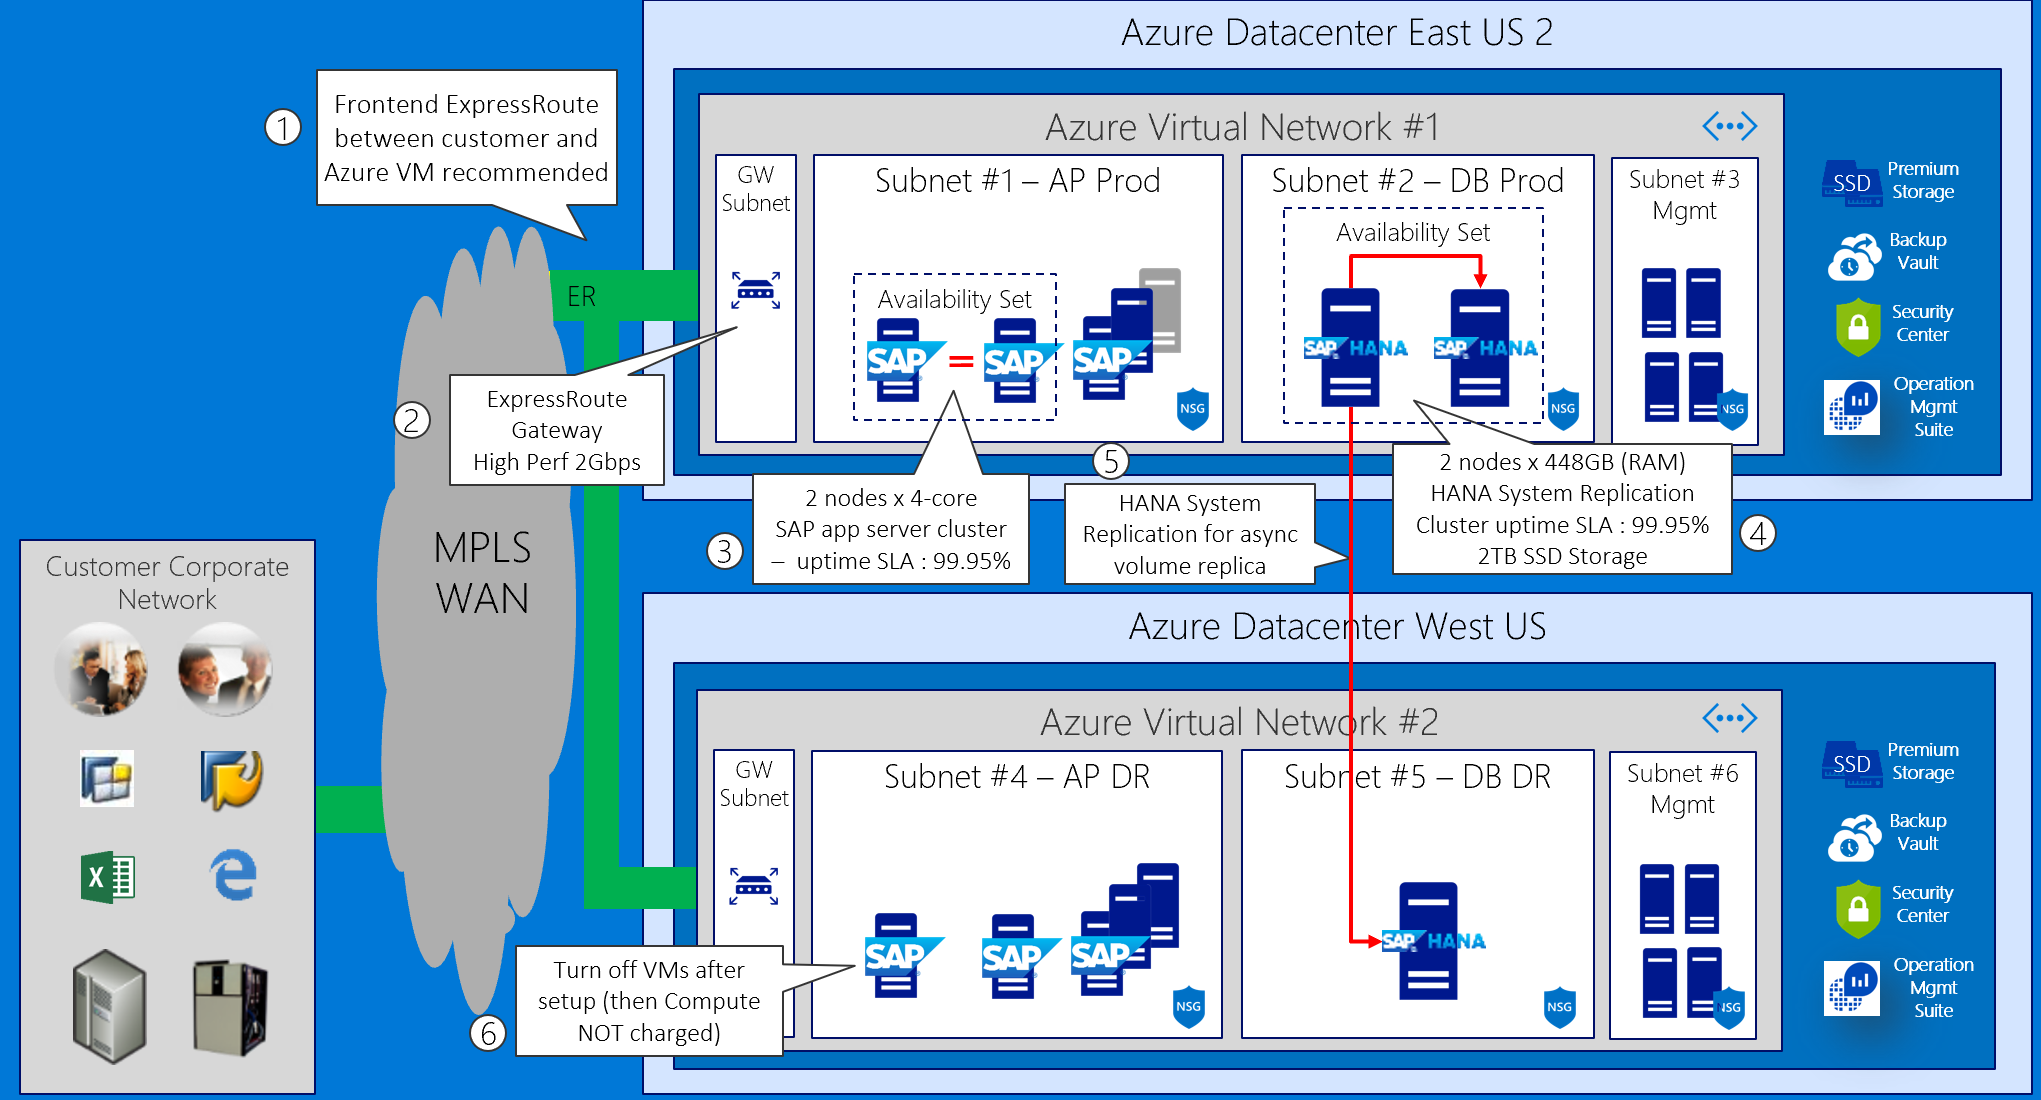 Azure Datacenter East US 2
1
Frontend ExpressRoute
between customer and
Azure VM recommended
Azure Virtual Network #1
GW
Subnet
Subnet #1 – AP Prod
Availability Set
SAP
=
SAP
SAP
NSG
Subnet #2 – DB Prod
Availability Set
SAP HANA
SAP HANA
NSG
Subnet #3
Mgmt
NSG
SSD
Premium
Storage
Backup
Vault
Security
Center
Operation
Mgmt
Suite
ER
2
ExpressRoute
Gateway
High Perf 2Gbps
3
2 nodes x 4-core
SAP app server cluster
– uptime SLA : 99.95%
5
HANA System
Replication for async
volume replica
2 nodes x 448GB (RAM)
HANA System Replication
Cluster uptime SLA : 99.95%
2TB SSD Storage
4
MPLS
WAN
Customer Corporate
Network
X
Azure Datacenter West US
Azure Virtual Network #2
GW
Subnet
Subnet #4 – AP DR
SAP
SAP
SAP
NSG
Subnet #5 – DB DR
SAP HANA
NSG
Subnet #6
Mgmt
NSG
SSD
Premium
Storage
Backup
Vault
Security
Center
Operation
Mgmt
Suite
6
Turn off VMs after
setup (then Compute
NOT charged)